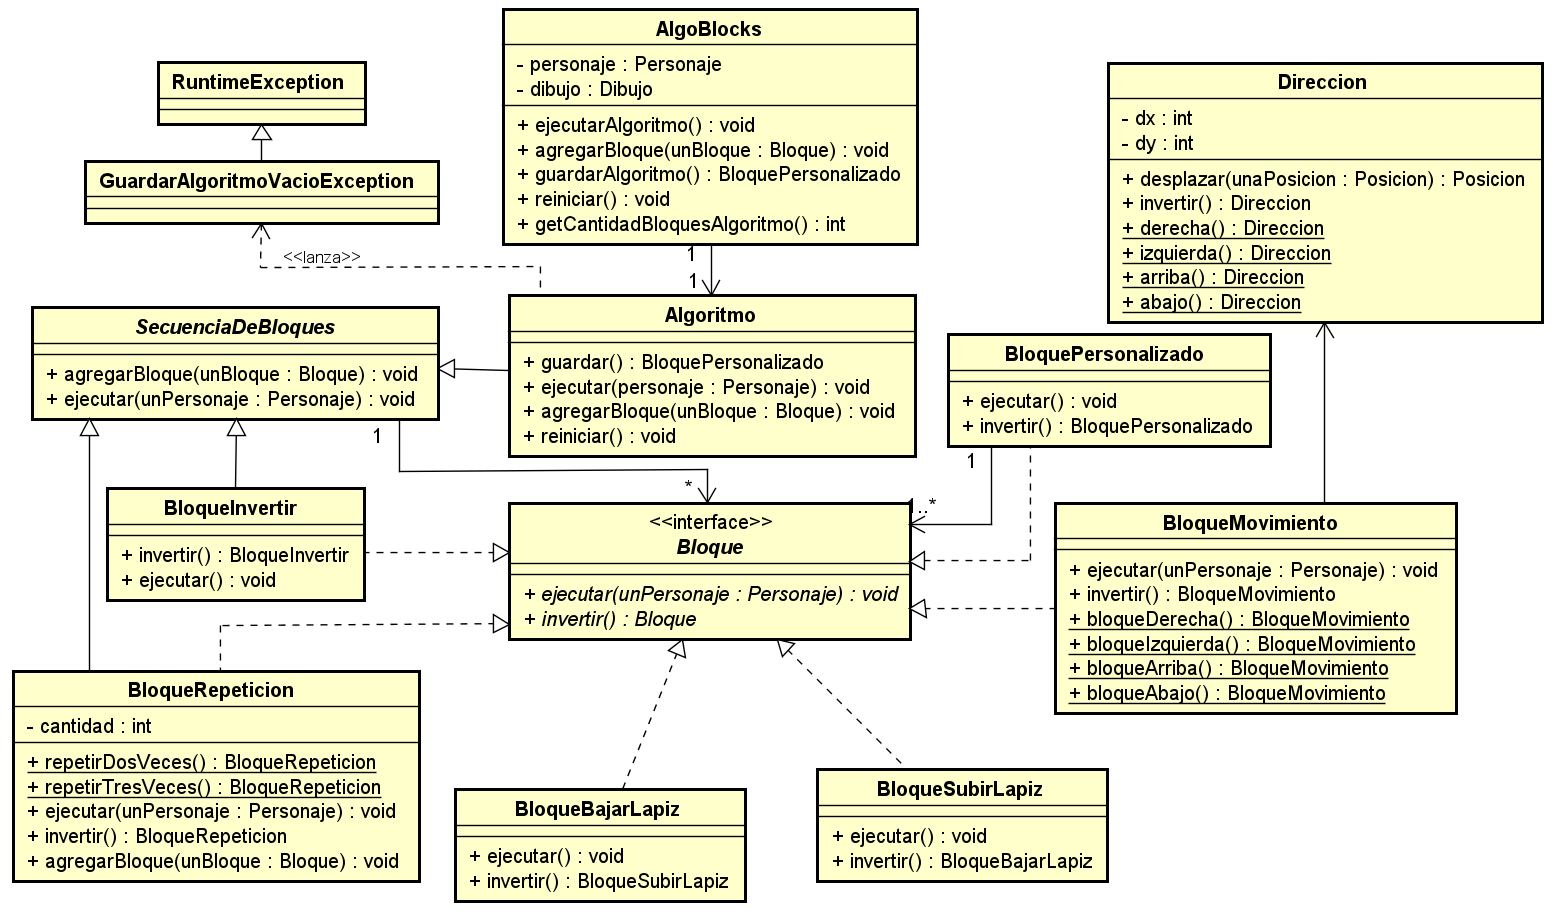 AlgoBlocks
- personaje : Personaje
- dibujo : Dibujo
+ ejecutarAlgoritmo() : void
+ agregarBloque(unBloque : Bloque) : void
+ guardarAlgoritmo() : BloquePersonalizado
+ reiniciar() : void
+ getCantidadBloquesAlgoritmo() : int
RuntimeException
GuardarAlgoritmoVacioException
<<lanza>>
1
1
Direccion
- dx : int
- dy : int
+ desplazar(unaPosicion : Posicion) : Posicion
+ invertir() : Direccion
+ derecha() : Direccion
+ izquierda() : Direccion
+ arriba() : Direccion
+ abajo() : Direccion
SecuenciaDeBloques
+ agregarBloque(unBloque : Bloque) : void
+ ejecutar(unPersonaje : Personaje) : void
1
*
Algoritmo
+ guardar() : BloquePersonalizado
+ ejecutar(personaje : Personaje) : void
+ agregarBloque(unBloque : Bloque) : void
+ reiniciar() : void
BloquePersonalizado
+ ejecutar() : void
+ invertir() : BloquePersonalizado
1
1..*
BloqueInvertir
+ invertir() : BloqueInvertir
+ ejecutar() : void
<<interface>>
Bloque
+ ejecutar(unPersonaje : Personaje) : void
+ invertir() : Bloque
BloqueMovimiento
+ ejecutar(unPersonaje : Personaje) : void
+ invertir() : BloqueMovimiento
+ bloqueDerecha() : BloqueMovimiento
+ bloqueIzquierda() : BloqueMovimiento
+ bloqueArriba() : BloqueMovimiento
+ bloqueAbajo() : BloqueMovimiento
BloqueRepeticion
- cantidad : int
+ repetirDosVeces() : BloqueRepeticion
+ repetirTresVeces() : BloqueRepeticion
+ ejecutar(unPersonaje : Personaje) : void
+ invertir() : BloqueRepeticion
+ agregarBloque(unBloque : Bloque) : void
BloqueBajarLapiz
+ ejecutar() : void
+ invertir() : BloqueSubirLapiz
BloqueSubirLapiz
+ ejecutar() : void
+ invertir() : BloqueBajarLapiz